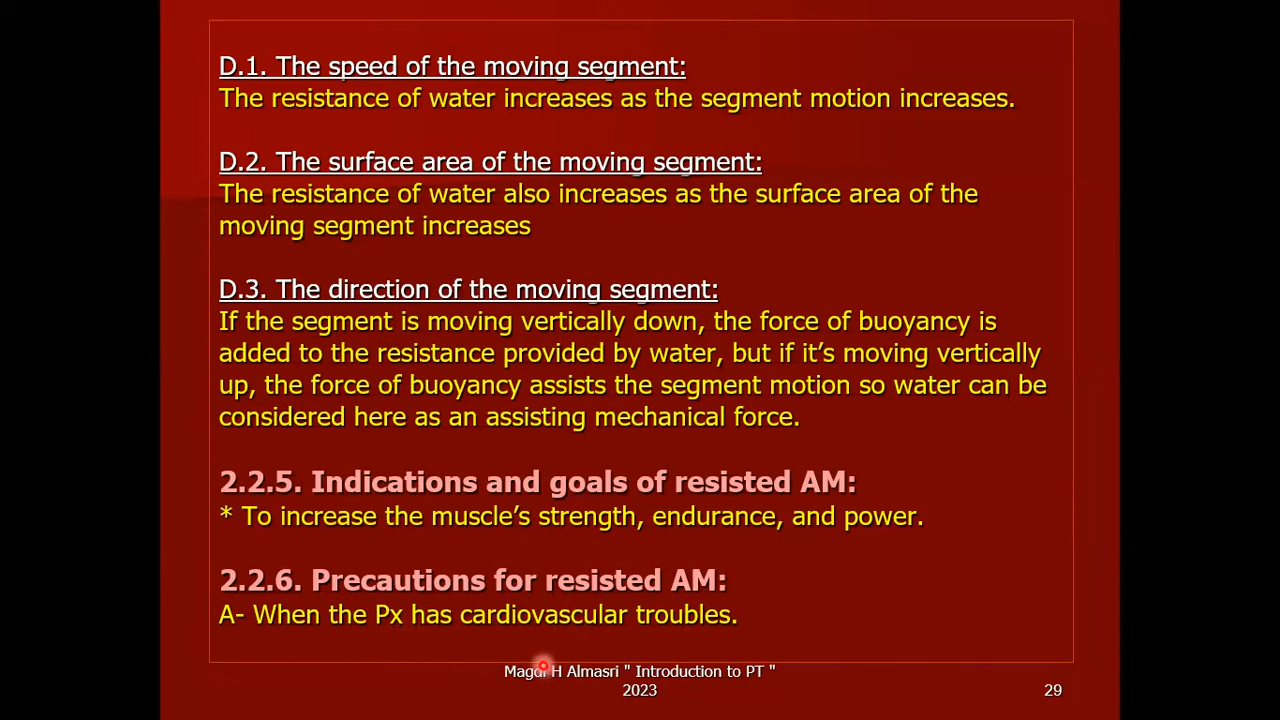 D.1. The speed of the moving segment:
The resistance of water increases as the segment motion increases.
D.2. The surface area of the moving segment:
The resistance of water also increases as the surface area of the
moving segment increases
D.3. The direction of the moving segment:
If the segment is moving vertically down, the force of buoyancy is
added to the resistance provided by water, but if it’s moving vertically
up, the force of buoyancy assists the segment motion so water can be
considered here as an assisting mechanical force.
2.2.5. Indications and goals of resisted AM:
* To increase the muscle’s strength, endurance, and power.
2.2.6. Precautions for resisted AM:
A- When the Px has cardiovascular troubles.
Magdi H Almasri " Introduction to PT "
2023
29